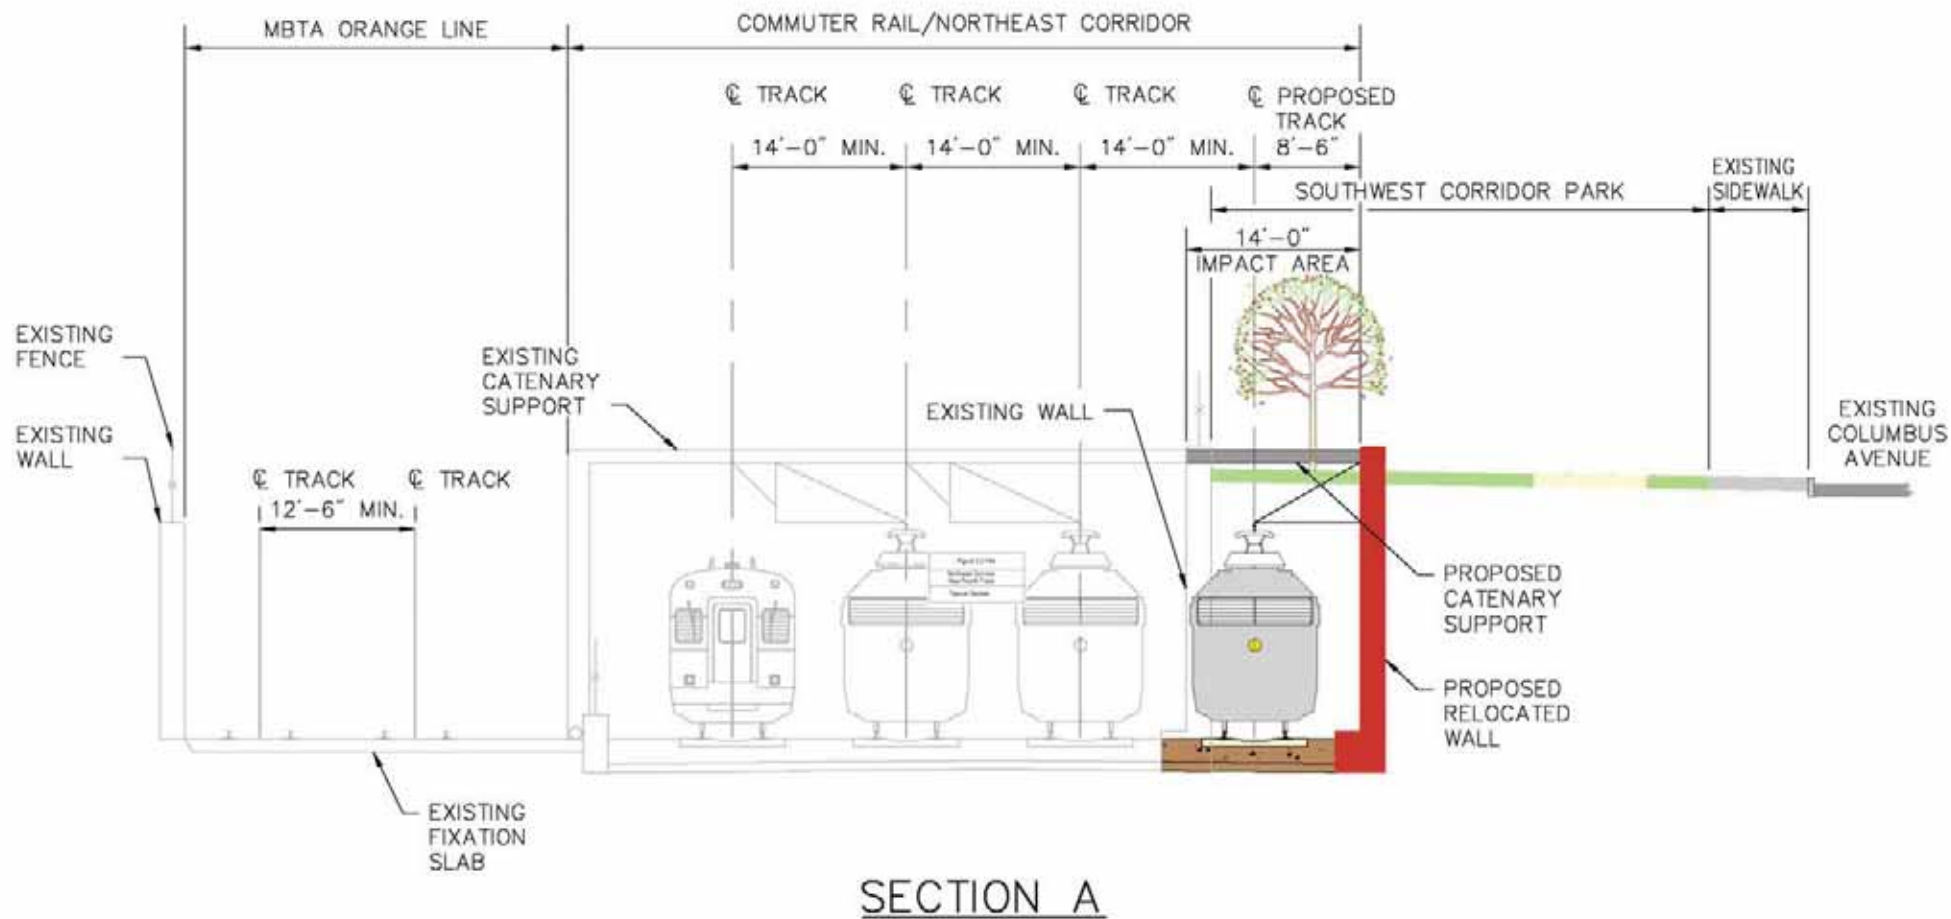 MBTA ORANGE LINE
COMMUTER RAIL/NORTHEAST CORRIDOR
℄ TRACK
℄ TRACK
℄ TRACK
℄ PROPOSED
TRACK
14'-0" MIN.
14'-0" MIN.
14'-0" MIN.
8'-6"
EXISTING
SIDEWALK
SOUTHWEST CORRIDOR PARK
14'-0"
IMPACT AREA
EXISTING
FENCE
EXISTING
CATENARY
SUPPORT
EXISTING WALL
EXISTING
COLUMBUS
AVENUE
EXISTING
WALL
℄ TRACK
℄ TRACK
12'-6" MIN.
PROPOSED
CATENARY
SUPPORT
PROPOSED
RELOCATED
WALL
EXISTING
FIXATION
SLAB
SECTION A